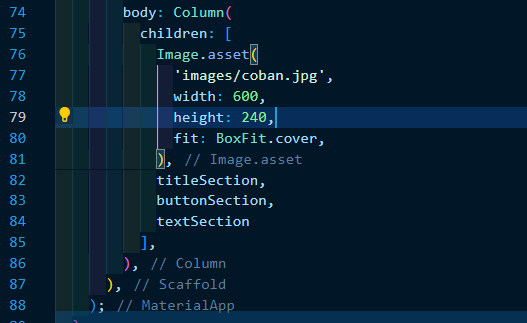 74 body: Column(
75 children: [
76 Image.asset(
77 'images/coban.jpg',
78 width: 600,
79 height: 240,
80 fit: BoxFit.cover,
81 ), // Image.asset
82 titleSection,
83 buttonSection,
84 textSection
85 ],
86 ), // Column
87 ), // Scaffold
88 ); // MaterialApp